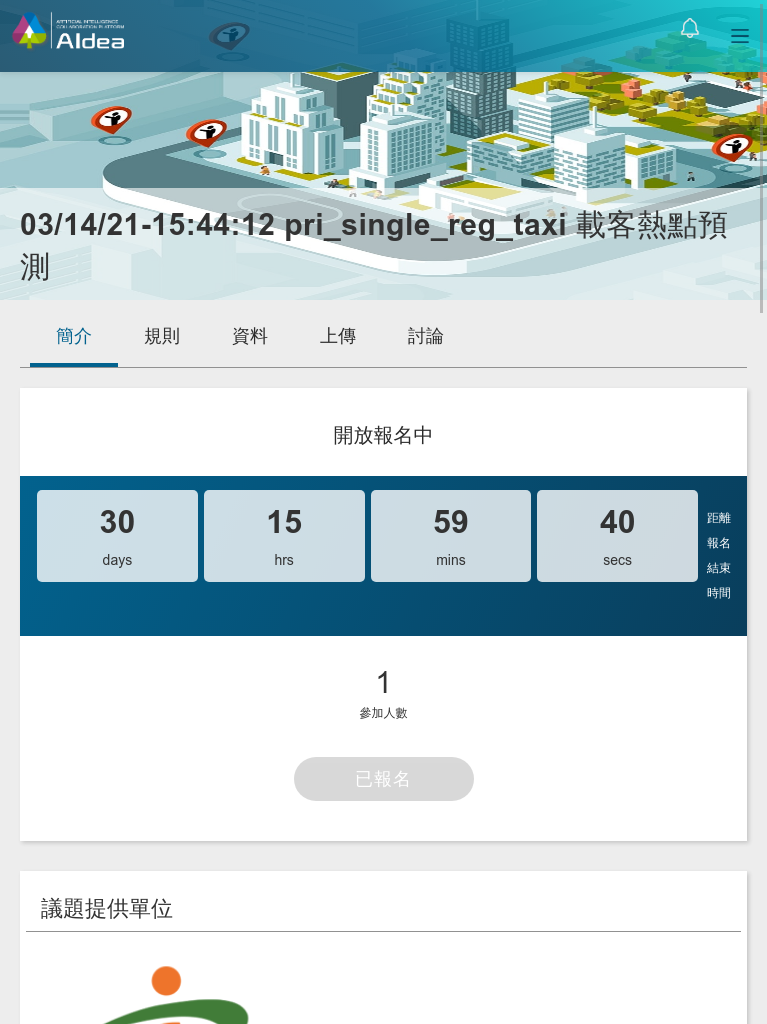 ARTIFICIAL INTELLIGENCE
COLLABORATION PLATFORM
AIdea
03/14/21-15:44:12 pri_single_reg_taxi 載客熱點預
測
簡介 規則 資料 上傳 討論
開放報名中
30 15 59 40
days hrs mins secs
距離
報名
結束
時間
1
參加人數
已報名
議題提供單位